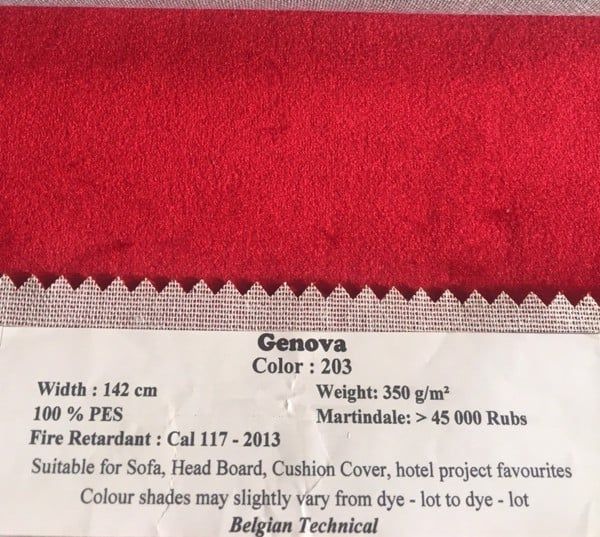 Genova
Color : 203
Width : 142 cm Weight: 350 g/m²
100 % PES Martindale: > 45 000 Rubs
Fire Retardant : Cal 117 - 2013
Suitable for Sofa, Head Board, Cushion Cover, hotel project favourites
Colour shades may slightly vary from dye - lot to dye - lot
Belgian Technical